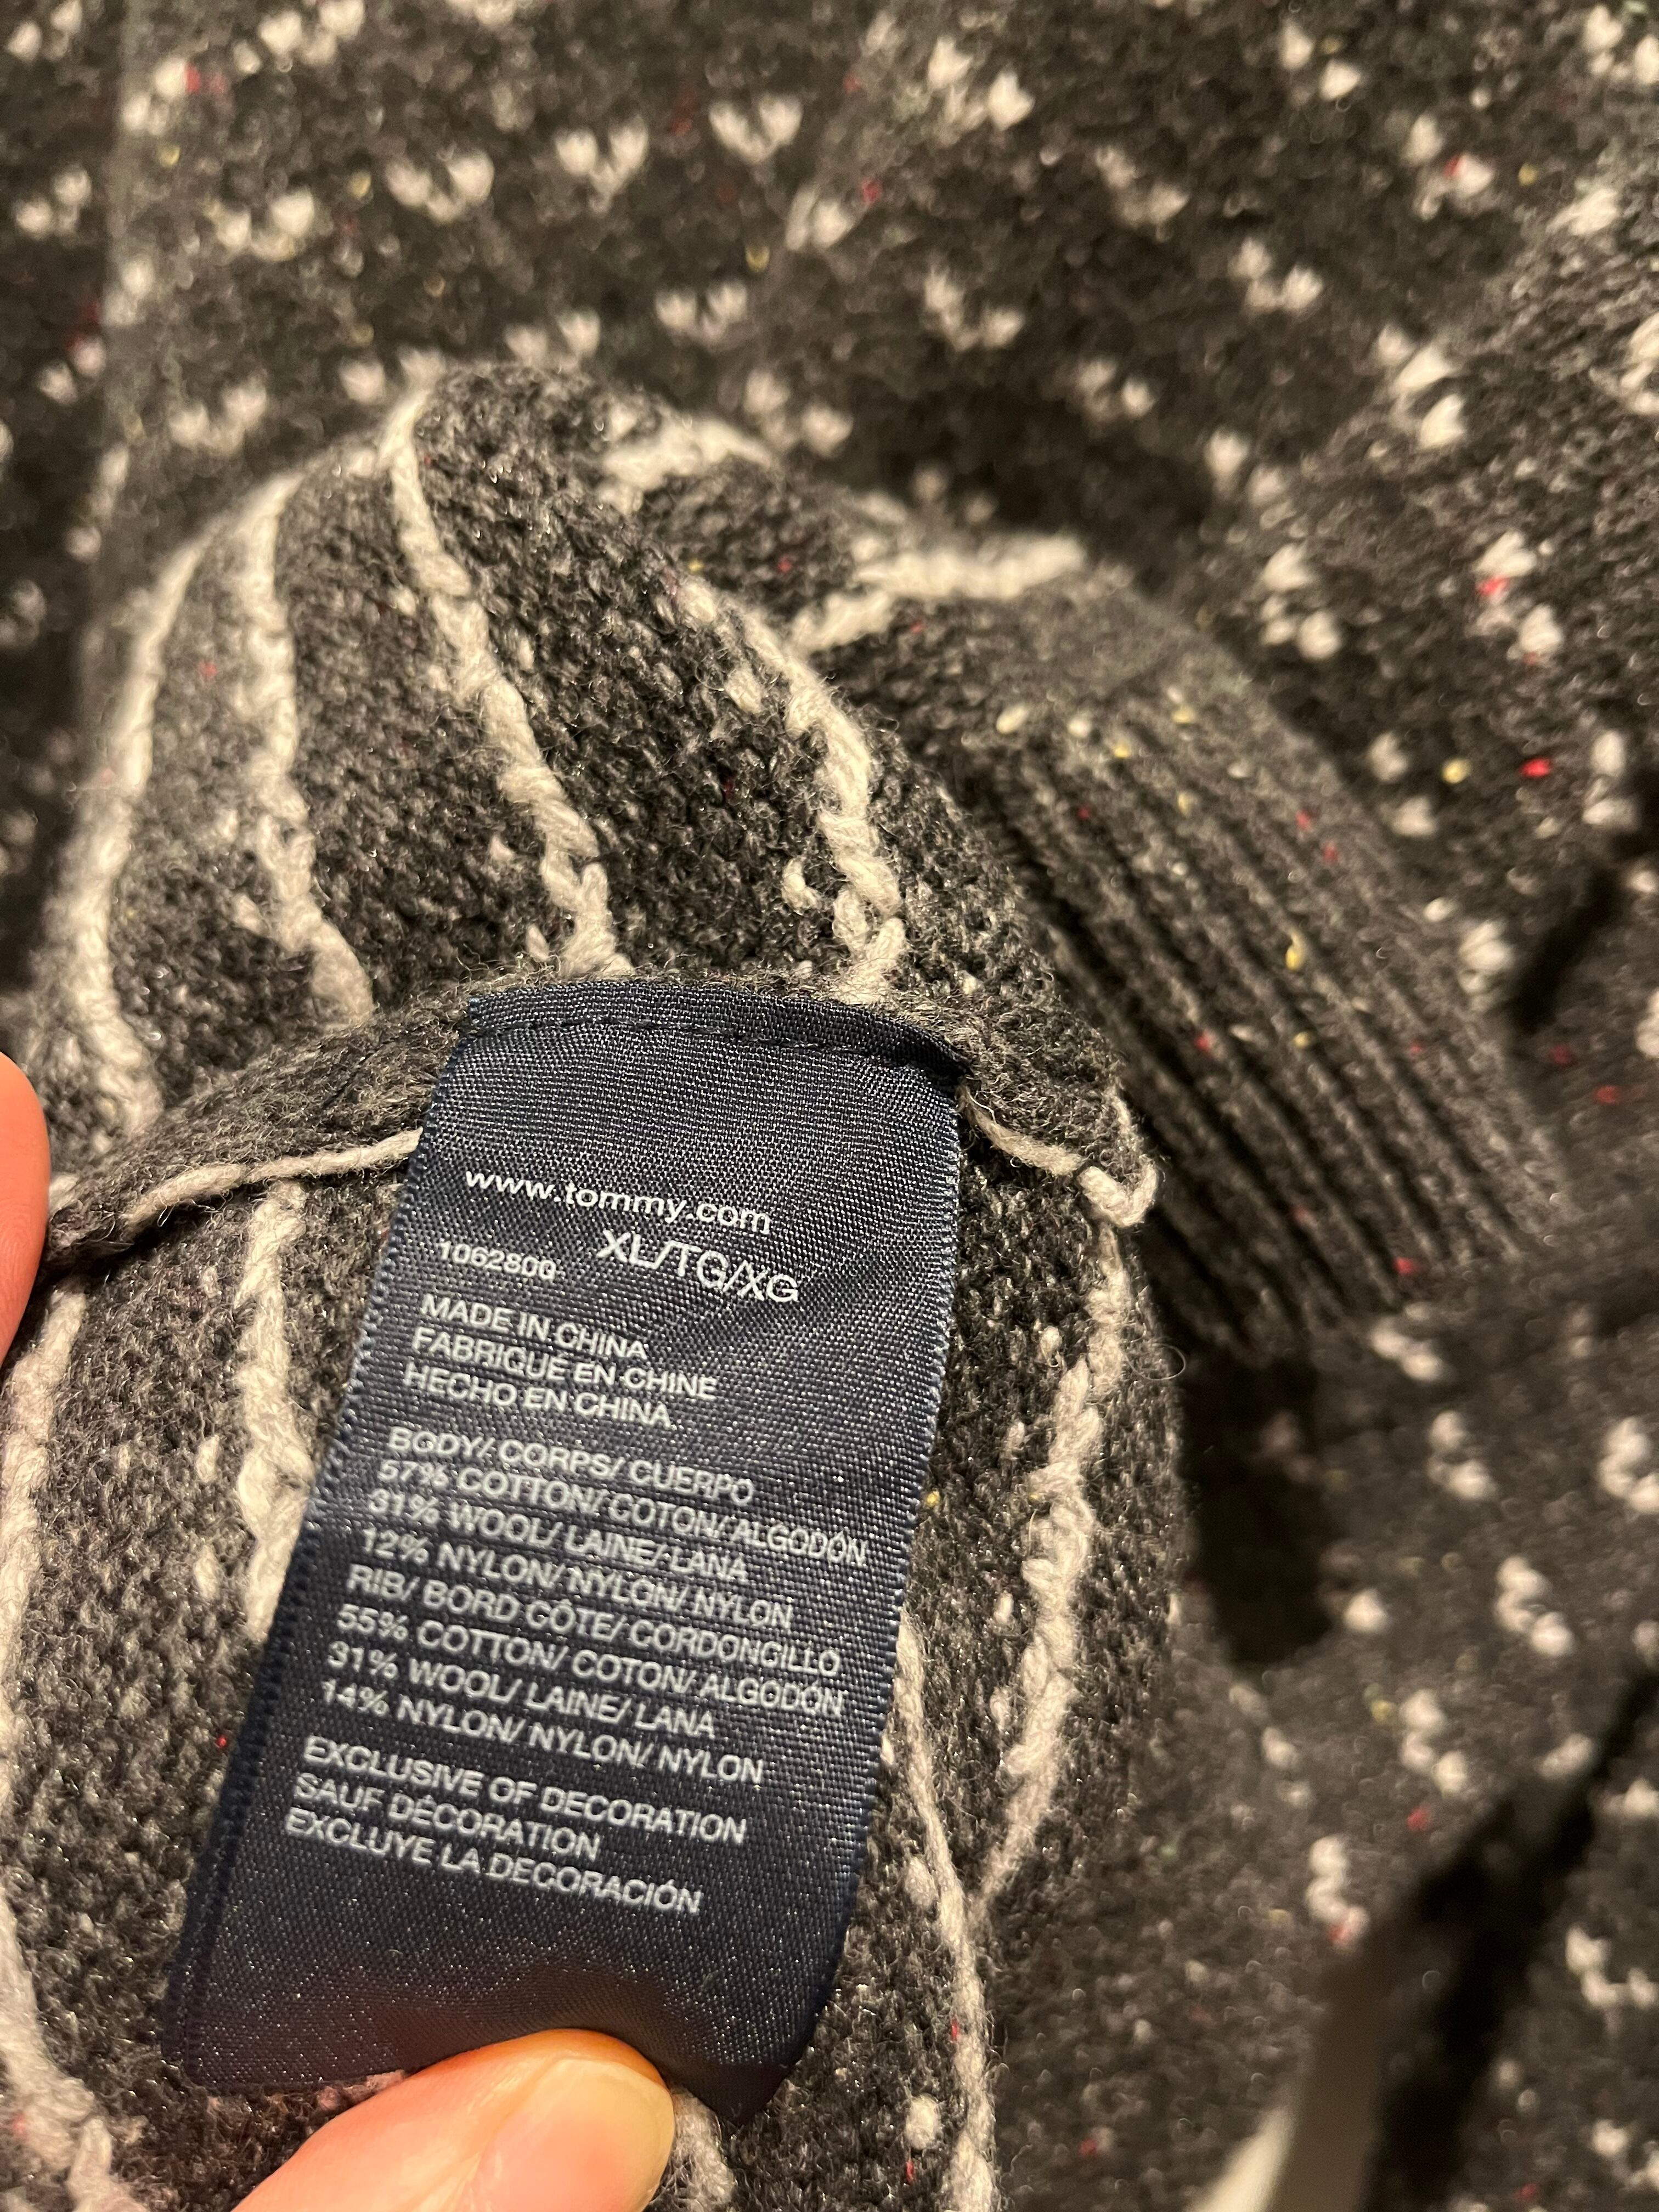 www.tommy.com
XL/TG/XG
1062800
MADE IN CHINA
FABRIQUÉ EN CHINE
HECHO EN CHINA
BODY/ CORPS/ CUERPO
57% COTTON/ COTON/ ALGODÓN
31% WOOL/ LAINE/ LANA
12% NYLON/ NYLON/ NYLON
RIB/ BORD CÔTE/ CORDONCILLO
55% COTTON/ COTON/ ALGODÓN
31% WOOL/ LAINE/ LANA
14% NYLON/ NYLON/ NYLON
EXCLUSIVE OF DECORATION
SAUF DÉCORATION
EXCLUYE LA DECORACIÓN